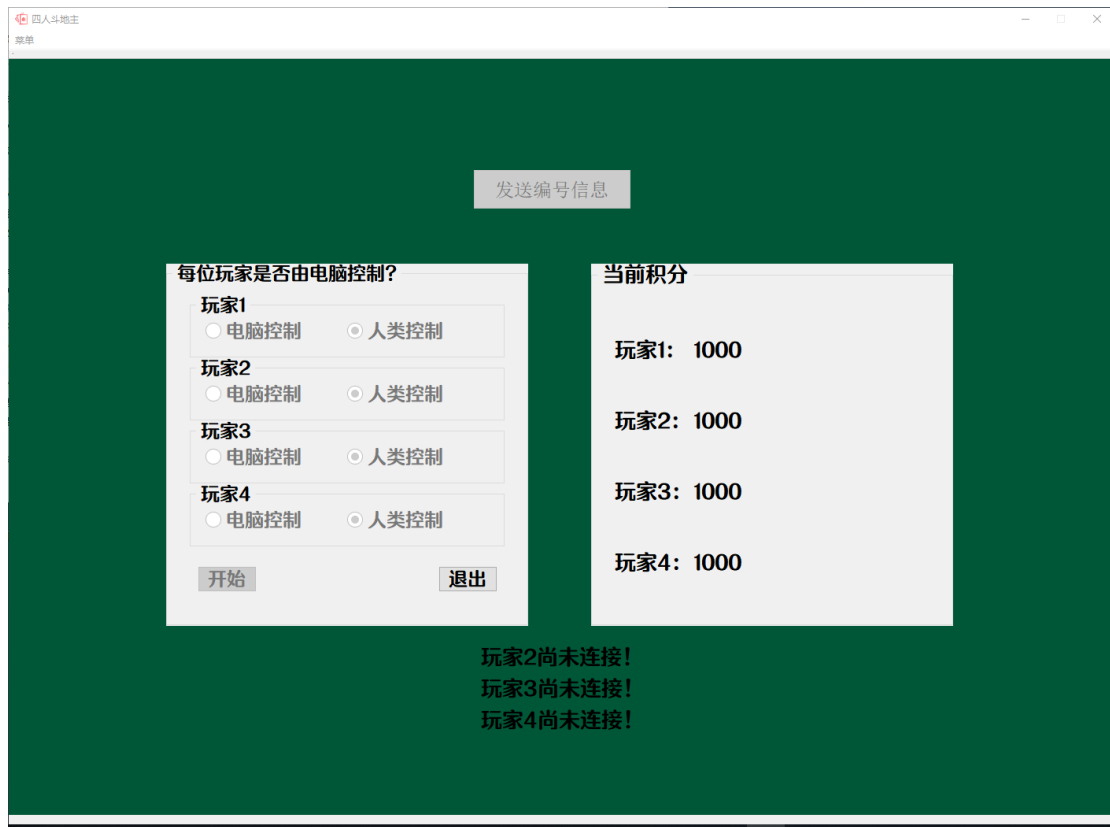 四人斗地主
菜单
发送编号信息
每位玩家是否由电脑控制?
玩家1
电脑控制 人类控制
玩家2
电脑控制 人类控制
玩家3
电脑控制 人类控制
玩家4
电脑控制 人类控制
开始 退出
当前积分
玩家1: 1000
玩家2: 1000
玩家3: 1000
玩家4: 1000
玩家2尚未连接!
玩家3尚未连接!
玩家4尚未连接!